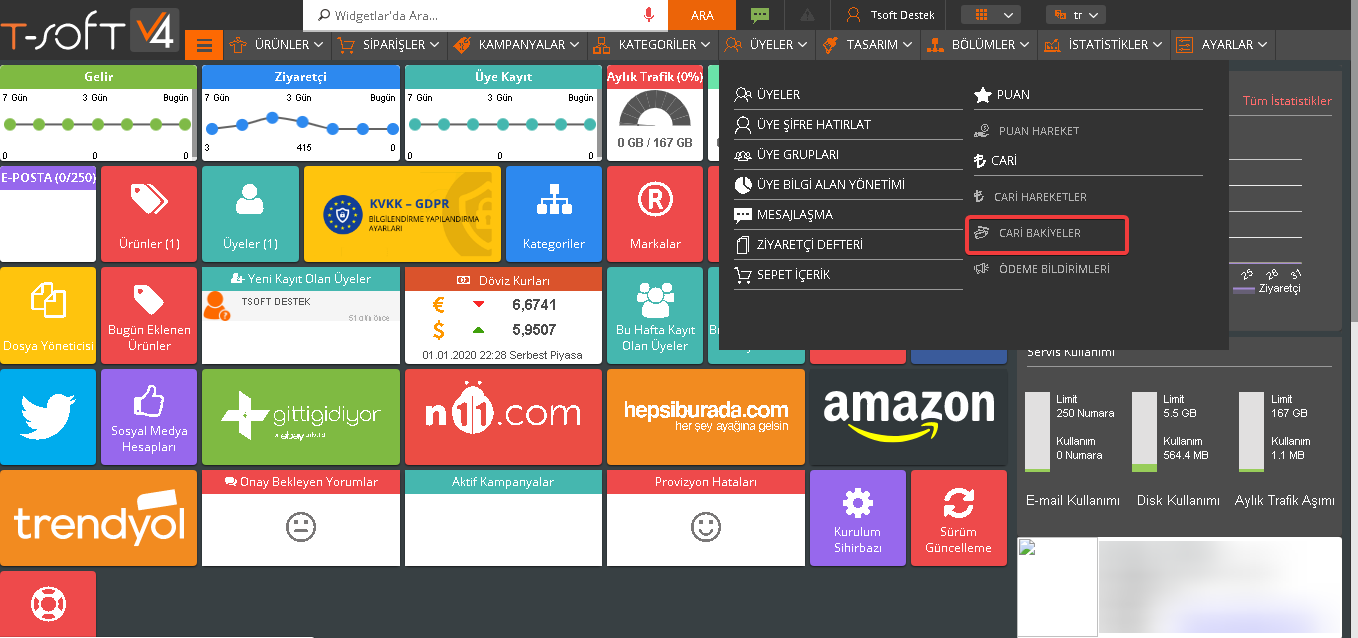 T-SOFT V4
Widgetlar'da Ara...
ARA
Tsoft Destek
tr
ÜRÜNLER
SİPARİŞLER
KAMPANYALAR
KATEGORİLER
ÜYELER
TASARIM
BÖLÜMLER
İSTATİSTİKLER
AYARLAR
Gelir
7 Gün 3 Gün Bugün
0 0 0
Ziyaretçi
7 Gün 3 Gün Bugün
3 415 0
Üye Kayıt
7 Gün 3 Gün Bugün
0 0 0
Aylık Trafik (0%)
0 GB / 167 GB
ÜYELER
ÜYE ŞİFRE HATIRLAT
ÜYE GRUPLARI
ÜYE BİLGİ ALAN YÖNETİMİ
MESAJLAŞMA
ZİYARETÇİ DEFTERİ
SEPET İÇERİK
PUAN
PUAN HAREKET
CARİ
CARİ HAREKETLER
CARİ BAKİYELER
ÖDEME BİLDİRİMLERİ
Tüm İstatistikler
25 28 31
Ziyaretçi
E-POSTA (0/250)
Ürünler (1)
Üyeler (1)
KVKK – GDPR
BİLGİLENDİRME YAPILANDIRMA
AYARLARI
Kategoriler
Markalar
Dosya Yöneticisi
Bugün Eklenen
Ürünler
Yeni Kayıt Olan Üyeler
TSOFT DESTEK
51 gün önce
Döviz Kurları
€ 6,6741
$ 5,9507
01.01.2020 22:28 Serbest Piyasa
Bu Hafta Kayıt
Olan Üyeler
Servis Kullanımı
Limit
250 Numara
Kullanım
0 Numara
Limit
5.5 GB
Kullanım
564.4 MB
Limit
167 GB
Kullanım
1.1 MB
E-mail Kullanımı
Disk Kullanımı
Aylık Trafik Aşımı
Sosyal Medya
Hesapları
gittigidiyor
n11.com
hepsiburada.com
her şey ayağına gelsin
amazon
trendyol
Onay Bekleyen Yorumlar
Aktif Kampanyalar
Provizyon Hataları
Kurulum
Sihirbazı
Sürüm
Güncelleme